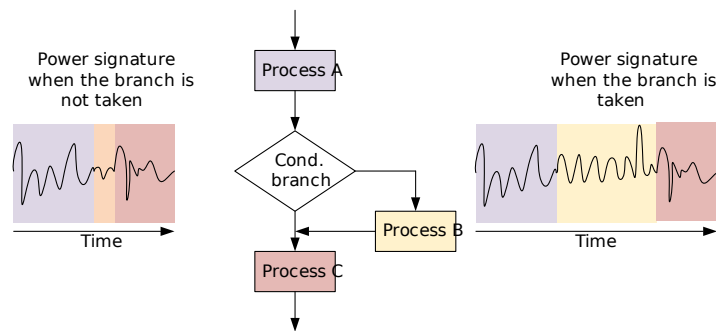 Power signature
when the branch is
not taken
Time
Process A
Cond.
branch
Process B
Process C
Power signature
when the branch is
taken
Time